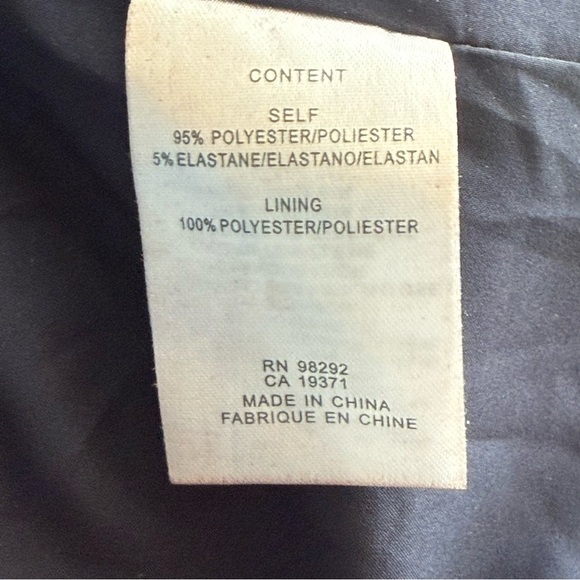 CONTENT
SELF
95% POLYESTER/POLIESTER
5% ELASTANE/ELASTANO/ELASTAN
LINING
100% POLYESTER/POLIESTER
RN 98292
CA 19371
MADE IN CHINA
FABRIQUE EN CHINE